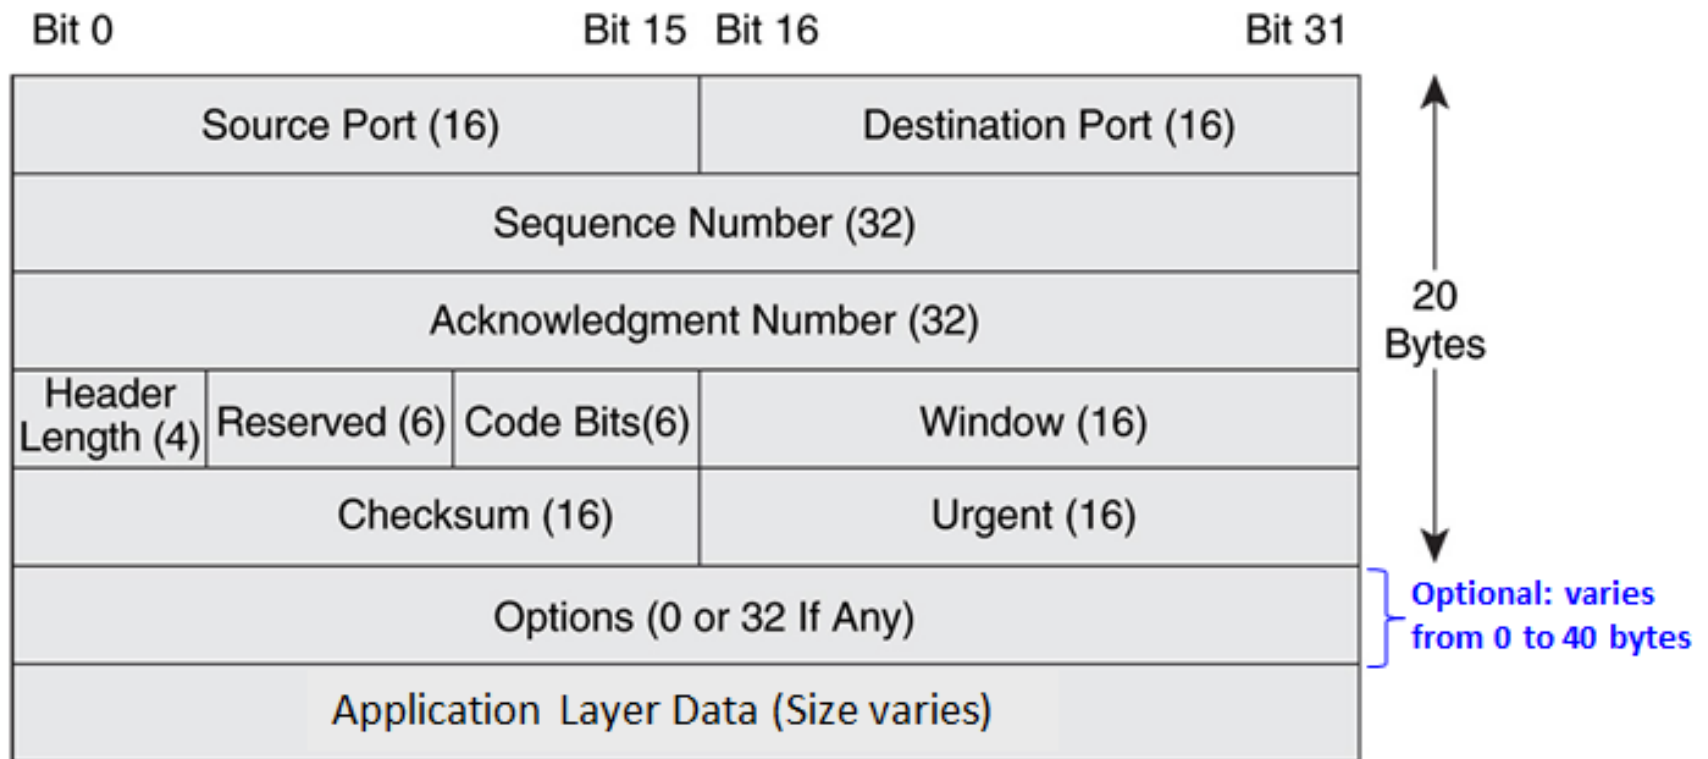 Bit 0 Bit 15 Bit 16 Bit 31
Source Port (16) Destination Port (16)
Sequence Number (32)
Acknowledgment Number (32)
20
Bytes
Header
Length (4) Reserved (6) Code Bits(6) Window (16)
Checksum (16) Urgent (16)
Options (0 or 32 If Any)
Optional: varies
from 0 to 40 bytes
Application Layer Data (Size varies)